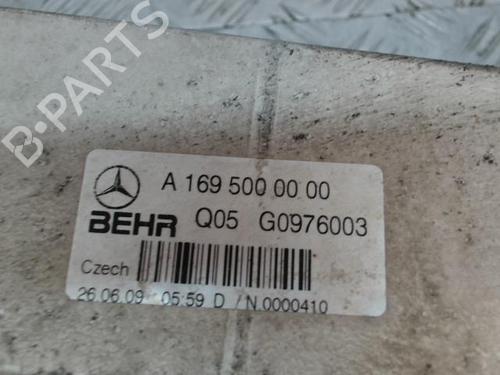 B-PARTS
A 169 500 00 00
BEHR Q05 G0976003
Czech
26.06.09 05:59 D / N.0000410